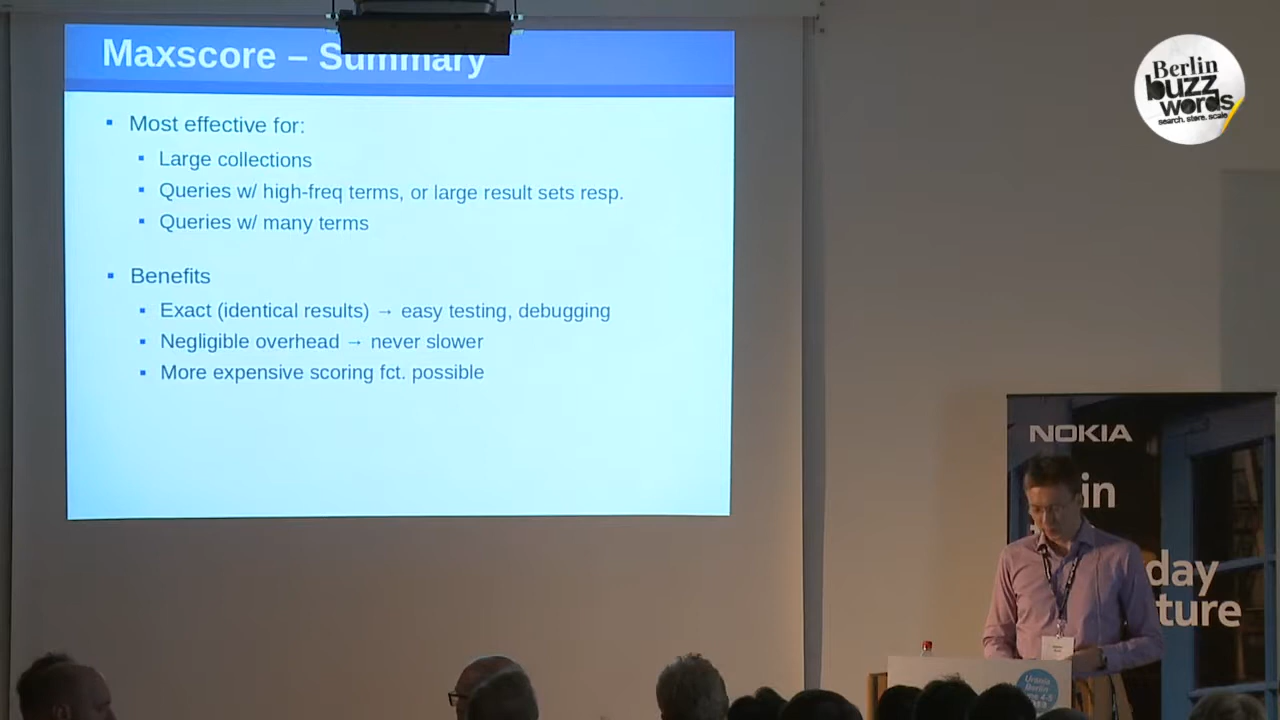 Maxscore – Summary
Most effective for:
Large collections
Queries w/ high-freq terms, or large result sets resp.
Queries w/ many terms
Benefits
Exact (identical results) → easy testing, debugging
Negligible overhead → never slower
More expensive scoring fct. possible
Berlin
buzz
words
search. store. scale
NOKIA
in
day
ture
Urania
Berlin